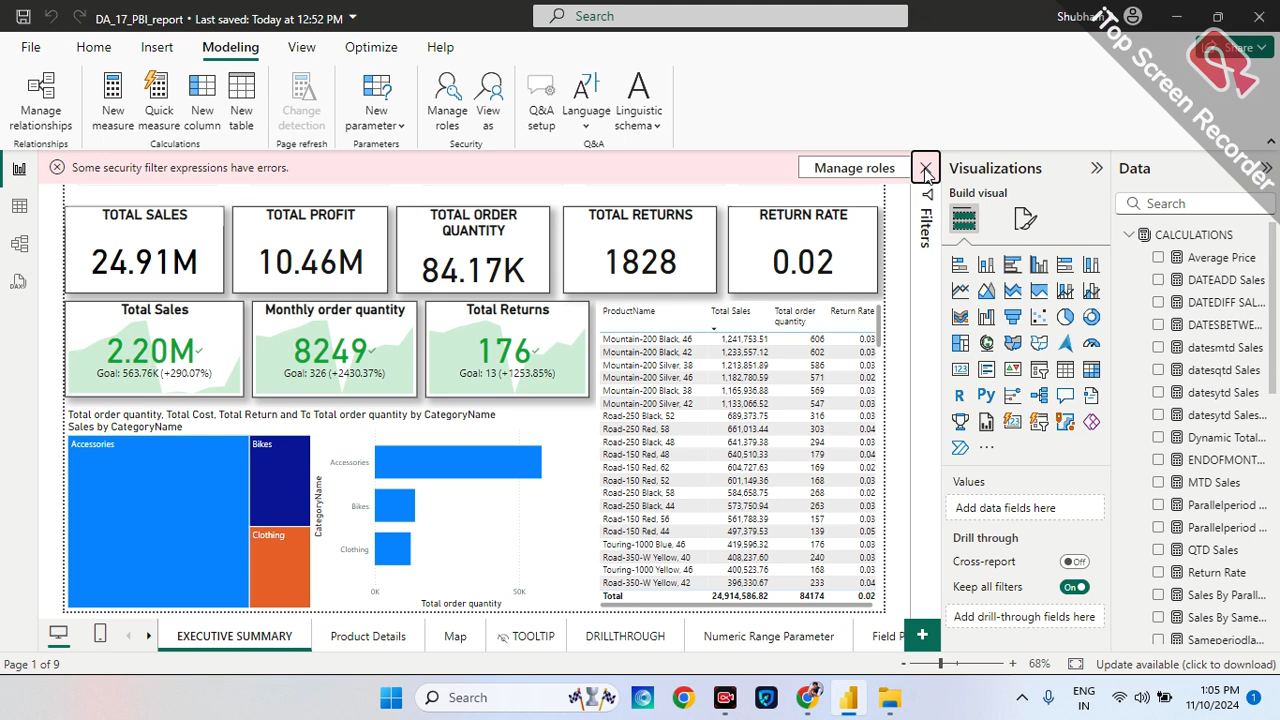 DA_17_PBI_report • Last saved: Today at 12:52 PM
Search
Shubham
iTop Screen Recorder
File
Home
Insert
Modeling
View
Optimize
Help
Share
Manage relationships
New measure
Quick measure
New column
New table
Change detection
New parameter
Manage roles
View as
Q&A setup
Language
Linguistic schema
Relationships
Calculations
Page refresh
Parameters
Security
Q&A
Some security filter expressions have errors.
Manage roles
TOTAL SALES
24.91M
TOTAL PROFIT
10.46M
TOTAL ORDER
QUANTITY
84.17K
TOTAL RETURNS
1828
RETURN RATE
0.02
Total Sales
2.20M
Goal: 563.76K (+290.07%)
Monthly order quantity
8249
Goal: 326 (+2430.37%)
Total Returns
176
Goal: 13 (+1253.85%)
ProductName Total Sales Total order quantity Return Rate
Mountain-200 Black, 46 1,241,753.51 606 0.03
Mountain-200 Black, 42 1,233,557.12 602 0.03
Mountain-200 Silver, 38 1,213,851.89 586 0.03
Mountain-200 Silver, 46 1,182,780.59 571 0.02
Mountain-200 Black, 38 1,165,936.88 569 0.03
Mountain-200 Silver, 42 1,133,066.52 547 0.03
Road-250 Black, 52 689,373.75 316 0.03
Road-250 Red, 58 661,013.44 303 0.04
Road-250 Black, 48 641,379.38 294 0.03
Road-150 Red, 48 640,510.33 179 0.04
Road-150 Red, 62 604,727.63 169 0.02
Road-150 Red, 52 601,149.36 168 0.03
Road-250 Black, 58 584,658.75 268 0.02
Road-250 Black, 44 573,750.94 263 0.03
Road-150 Red, 56 561,788.39 157 0.03
Road-150 Red, 44 497,379.53 139 0.05
Touring-1000 Blue, 46 419,596.32 176 0.03
Road-350-W Yellow, 40 408,237.60 240 0.03
Touring-1000 Yellow, 46 400,523.76 168 0.03
Road-350-W Yellow, 42 396,330.67 233 0.04
Total 24,914,586.82 84174 0.02
Total order quantity, Total Cost, Total Return and To Total order quantity by CategoryName
Sales by CategoryName
Accessories
Bikes
Clothing
CategoryName
Accessories
Bikes
Clothing
0K 50K
Total order quantity
Filters
Visualizations
Build visual
R
Py
Values
Add data fields here
Drill through
Cross-report
Off
Keep all filters
On
Add drill-through fields here
Data
Search
CALCULATIONS
Average Price
DATEADD Sales
DATEDIFF SAL...
DATESBETWE...
datesmtd Sales
datesqtd Sales
datesytd Sales
datesytd Sales...
Dynamic Total...
ENDOFMONT...
MTD Sales
Parallelperiod ...
Parallelperiod ...
QTD Sales
Return Rate
Sales By Parall...
Sales By Same...
Sameperiodla...
EXECUTIVE SUMMARY
Product Details
Map
TOOLTIP
DRILLTHROUGH
Numeric Range Parameter
Field P
Page 1 of 9
68%
Update available (click to download)
Search
ENG
IN
1:05 PM
11/10/2024
1